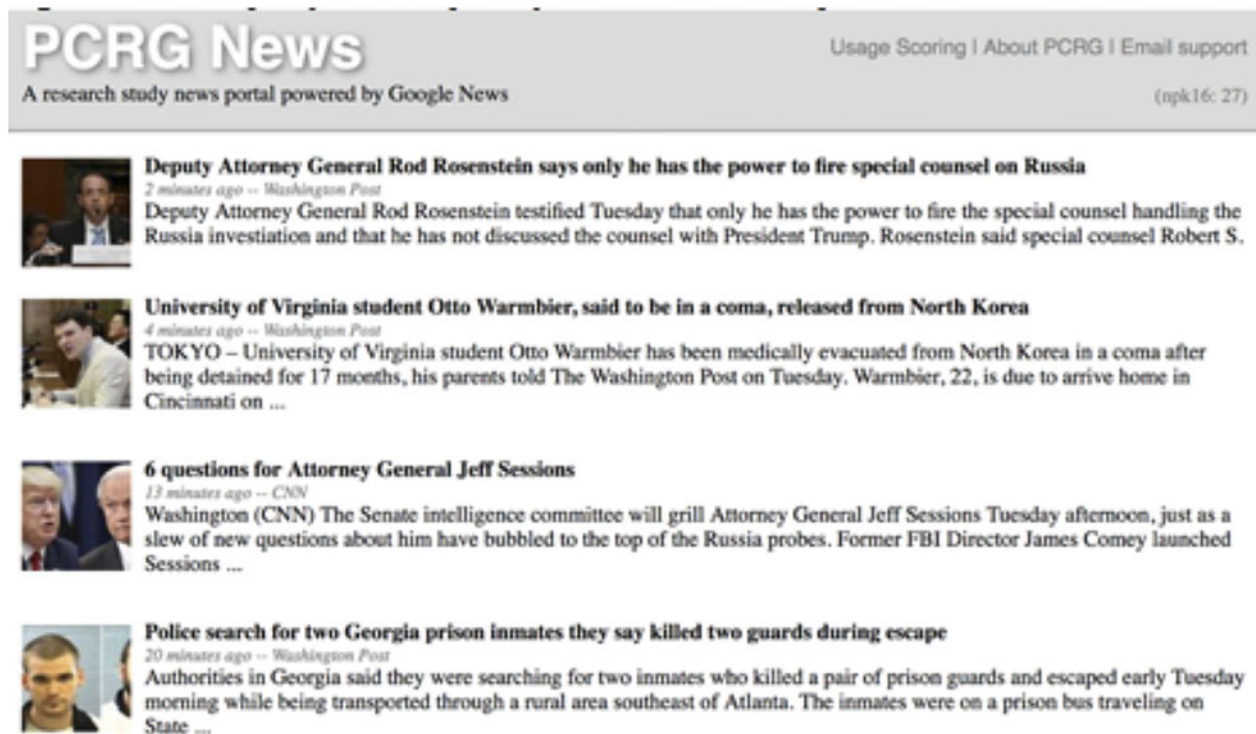 PCRG News
Usage Scoring | About PCRG | Email support
A research study news portal powered by Google News
(npk16: 27)
Deputy Attorney General Rod Rosenstein says only he has the power to fire special counsel on Russia
2 minutes ago -- Washington Post
Deputy Attorney General Rod Rosenstein testified Tuesday that only he has the power to fire the special counsel handling the
Russia investiation and that he has not discussed the counsel with President Trump. Rosenstein said special counsel Robert S.
University of Virginia student Otto Warmbier, said to be in a coma, released from North Korea
4 minutes ago -- Washington Post
TOKYO – University of Virginia student Otto Warmbier has been medically evacuated from North Korea in a coma after
being detained for 17 months, his parents told The Washington Post on Tuesday. Warmbier, 22, is due to arrive home in
Cincinnati on ...
6 questions for Attorney General Jeff Sessions
13 minutes ago -- CNN
Washington (CNN) The Senate intelligence committee will grill Attorney General Jeff Sessions Tuesday afternoon, just as a
slew of new questions about him have bubbled to the top of the Russia probes. Former FBI Director James Comey launched
Sessions ...
Police search for two Georgia prison inmates they say killed two guards during escape
20 minutes ago -- Washington Post
Authorities in Georgia said they were searching for two inmates who killed a pair of prison guards and escaped early Tuesday
morning while being transported through a rural area southeast of Atlanta. The inmates were on a prison bus traveling on
State ...